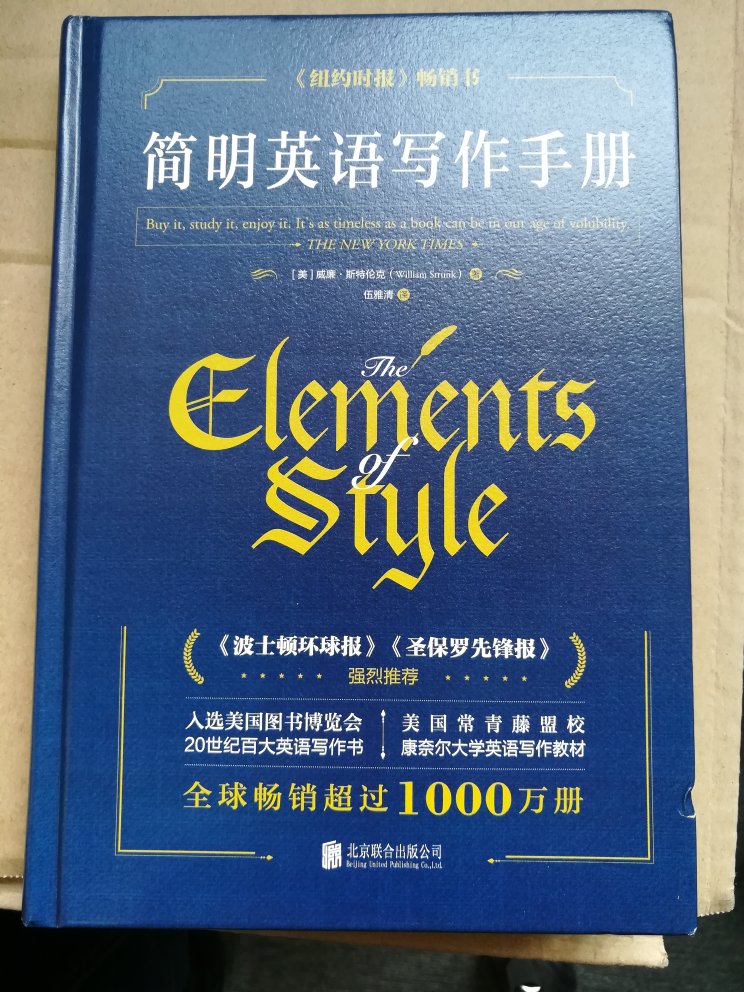 《纽约时报》畅销书
简明英语写作手册
Buy it, study it, enjoy it. It's as timeless as a book can be in our age of volubility.
THE NEW YORK TIMES
[美] 威廉·斯特伦克 (William Strunk) 著
伍雅清 译
The
Elements
of
Style
《波士顿环球报》《圣保罗先锋报》
强烈推荐
入选美国图书博览会
20世纪百大英语写作书
美国常青藤盟校
康奈尔大学英语写作教材
全球畅销超过1000万册
北京联合出版公司
Beijing United Publishing Co.,Ltd.